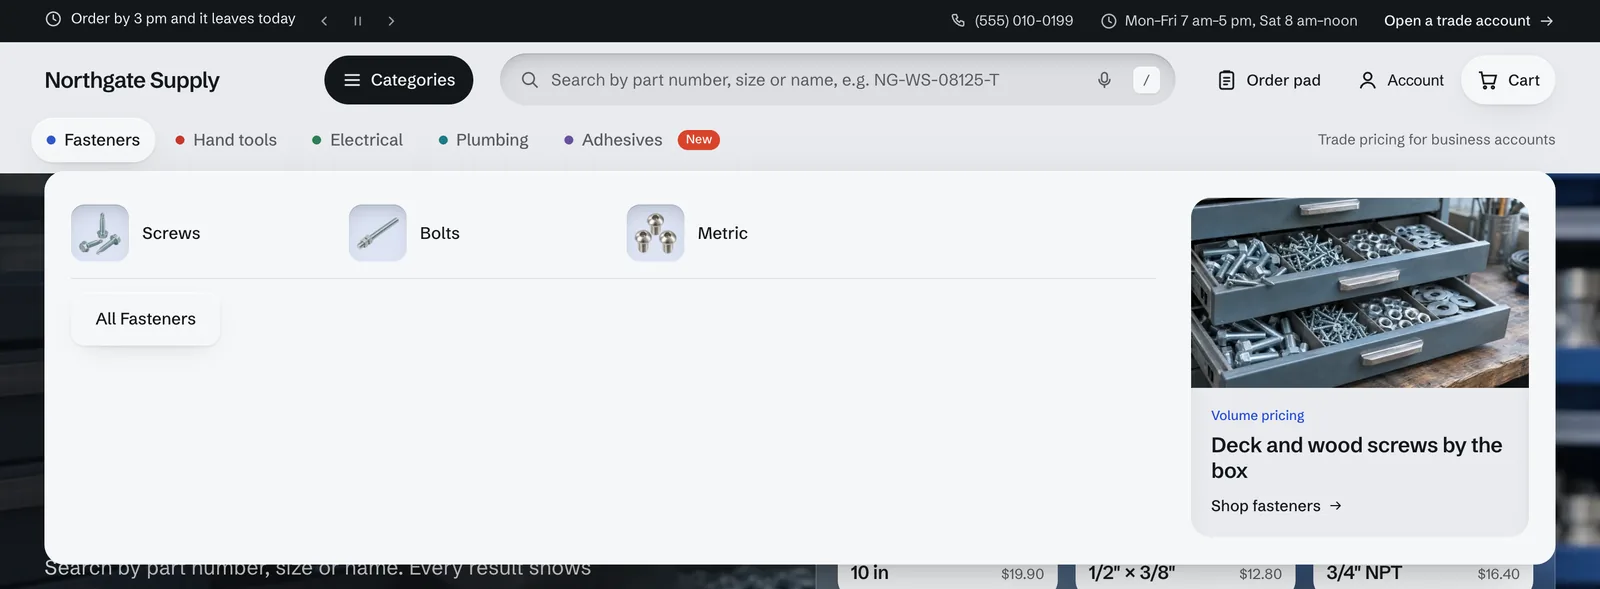 Order by 3 pm and it leaves today
(555) 010-0199
Mon–Fri 7 am–5 pm, Sat 8 am–noon
Open a trade account →
Northgate Supply
Categories
Search by part number, size or name, e.g. NG-WS-08125-T
/
Order pad
Account
Cart
Fasteners
Hand tools
Electrical
Plumbing
Adhesives
New
Trade pricing for business accounts
Screws
Bolts
Metric
All Fasteners
Volume pricing
Deck and wood screws by the
box
Shop fasteners →
Search by part number, size or name. Every result shows
10 in
$19.90
1/2" × 3/8"
$12.80
3/4" NPT
$16.40